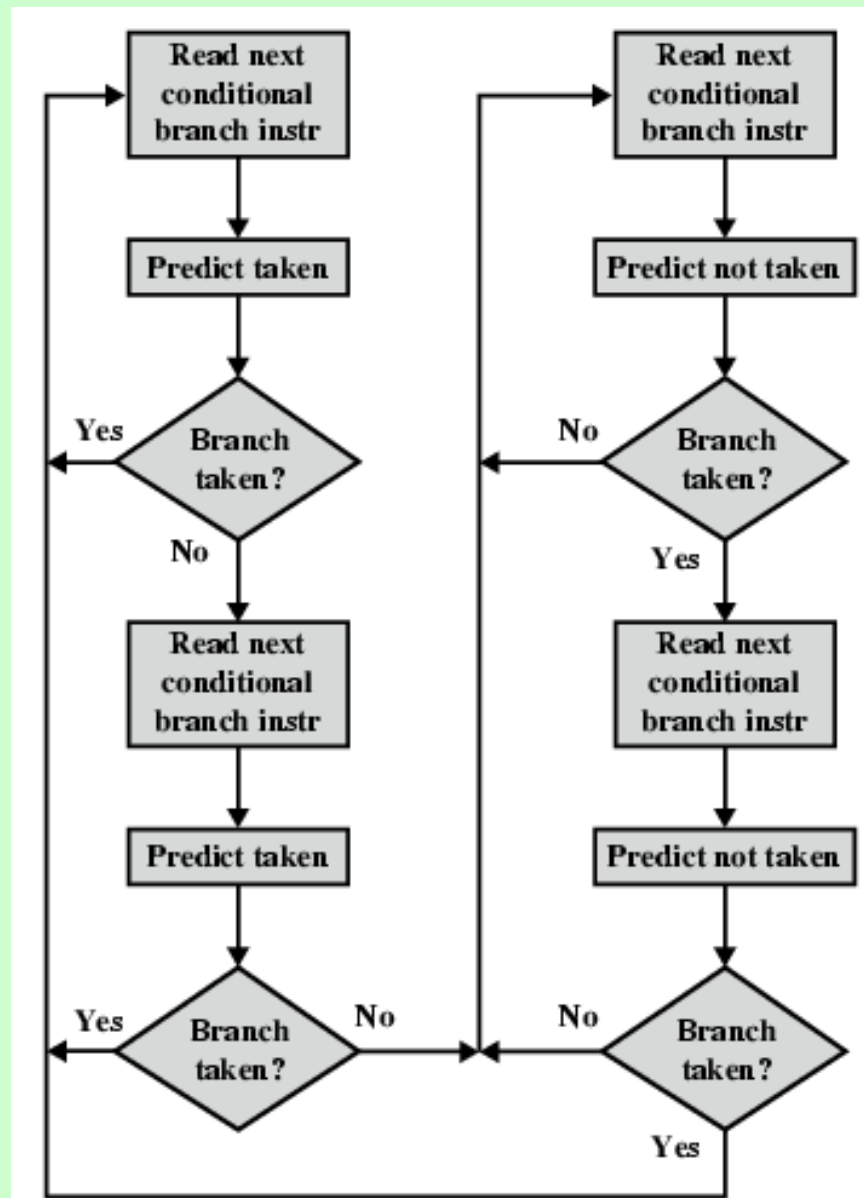 Read next
conditional
branch instr
Predict taken
Yes
Branch
taken?
No
Read next
conditional
branch instr
Predict taken
Yes
Branch
taken?
No
Read next
conditional
branch instr
Predict not taken
No
Branch
taken?
Yes
Read next
conditional
branch instr
Predict not taken
No
Branch
taken?
Yes